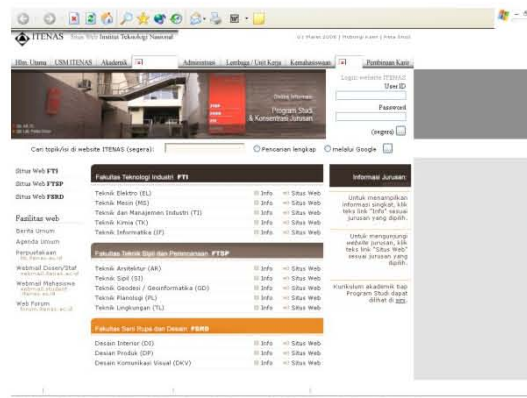 ITENAS Situs Web Institut Teknologi Nasional
Hlm. Utama USM ITENAS Akademik Administrasi Lembaga / Unit Kerja Kemahasiswaan Pembinaan Karir
Login website ITENAS
User ID
Password
(segera)
Program Studi
& Konsentrasi Jurusan
Cari topik/isi di website ITENAS (segera): Pencarian lengkap melalui Google
Situs Web FTI
Situs Web FTSP
Situs Web FSRD
Fasilitas web
Berita Umum
Agenda Umum
Perpustakaan
Webmail Dosen/Staf
Webmail Mahasiswa
Web Forum
Fakultas Teknologi Industri FTI
Teknik Elektro (EL) Info Situs Web
Teknik Mesin (MS) Info Situs Web
Teknik dan Manajemen Industri (TI) Info Situs Web
Teknik Kimia (TK) Info Situs Web
Teknik Informatika (IF) Info Situs Web
Fakultas Teknik Sipil dan Perencanaan FTSP
Teknik Arsitektur (AR) Info Situs Web
Teknik Sipil (SI) Info Situs Web
Teknik Geodesi / Geoinformatika (GD) Info Situs Web
Teknik Planologi (PL) Info Situs Web
Teknik Lingkungan (TL) Info Situs Web
Fakultas Seni Rupa dan Desain FSRD
Desain Interior (DI) Info Situs Web
Desain Produk (DP) Info Situs Web
Desain Komunikasi Visual (DKV) Info Situs Web
Informasi Jurusan
Untuk menampilkan
informasi singkat, klik
teks link "Info" sesuai
jurusan yang dipilih.
Untuk mengunjungi
website jurusan, klik
teks link "Situs Web"
sesuai jurusan yang
dipilih.
Kurikulum akademik tiap
Program Studi dapat
dilihat di sini.